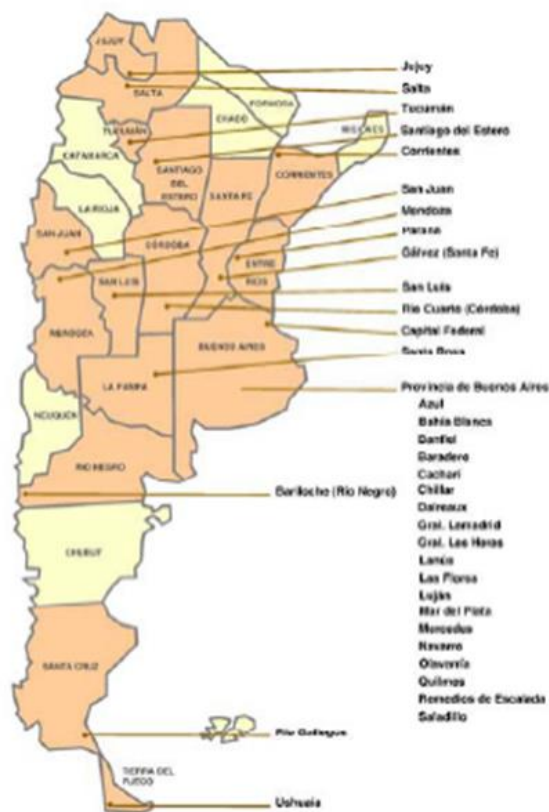 JUJUY
SALTA
FORMOSA
CHACO
TUCUMÁN
MISIONES
CATAMARCA
SANTIAGO
DEL
ESTERO
CORRIENTES
SANTA FE
LA RIOJA
SAN JUAN
CÓRDOBA
ENTRE
RIOS
SAN LUIS
MENDOZA
BUENOS AIRES
LA PAMPA
NEUQUÉN
RIO NEGRO
CHUBUT
SANTA CRUZ
TIERRA DEL
FUEGO
Jujuy
Salta
Tucumán
Santiago del Estero
Corrientes
San Juan
Mendoza
Paraná
Gálvez (Santa Fe)
San Luis
Río Cuarto (Córdoba)
Capital Federal
Santa Rosa
Provincia de Buenos Aires
Azul
Bahía Blanca
Banfiel
Baradero
Cachari
Chillar
Daireaux
Gral. Lamadrid
Gral. Las Heras
Lanús
Las Flores
Luján
Mar del Plata
Mercedes
Navarro
Olavarría
Quilmes
Remedios de Escalada
Saladillo
Bariloche (Río Negro)
Río Gallegos
Ushuaia